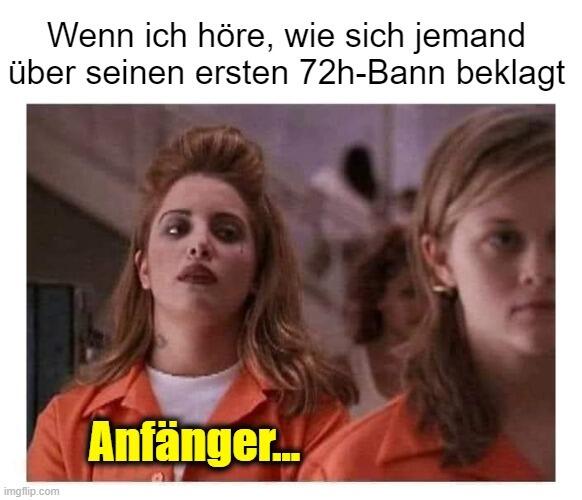 Wenn ich höre, wie sich jemand
über seinen ersten 72h-Bann beklagt
Anfänger...
imgflip.com